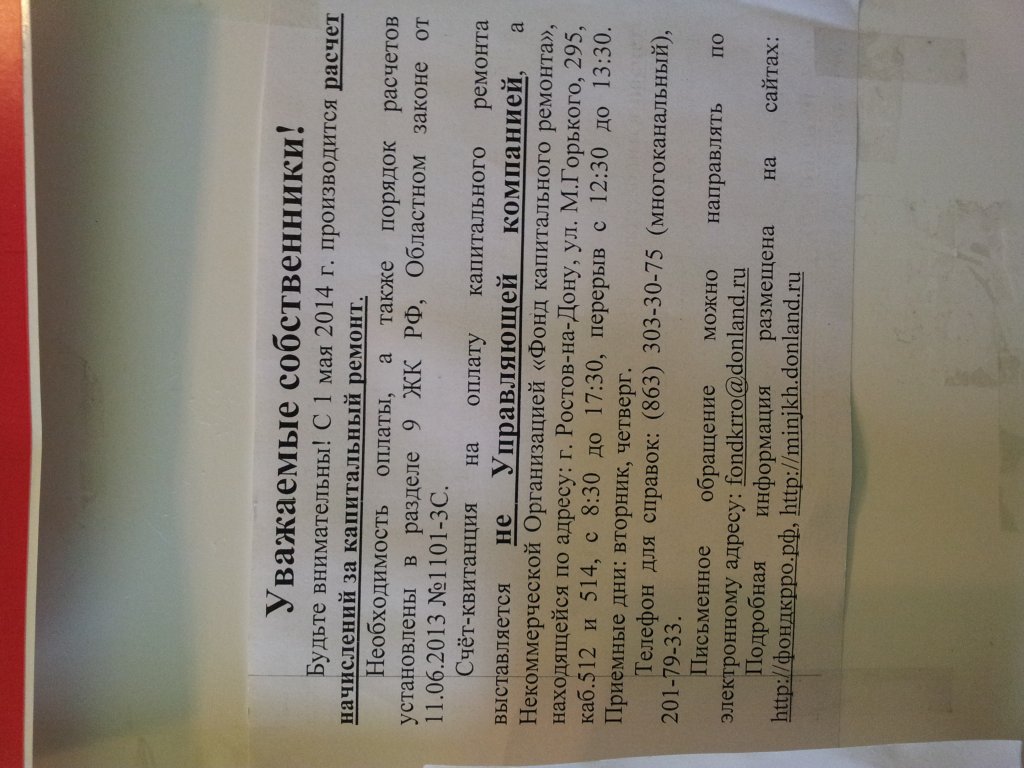 Уважаемые собственники!
Будьте внимательны! С 1 мая 2014 г. производится расчет
начислений за капитальный ремонт.
Необходимость оплаты, а также порядок расчетов
установлены в разделе 9 ЖК РФ, Областном законе от
11.06.2013 №1101-ЗС.
Счёт-квитанция на оплату капитального ремонта
выставляется не Управляющей компанией, а
Некоммерческой Организацией «Фонд капитального ремонта»,
находящейся по адресу: г. Ростов-на-Дону, ул. М.Горького, 295,
каб.512 и 514, с 8:30 до 17:30, перерыв с 12:30 до 13:30.
Приемные дни: вторник, четверг.
Телефон для справок: (863) 303-30-75 (многоканальный),
201-79-33.
Письменное обращение можно направлять по
электронному адресу: fondkrro@donland.ru
Подробная информация размещена на сайтах:
http://фондкрро.рф, http://minjkh.donland.ru